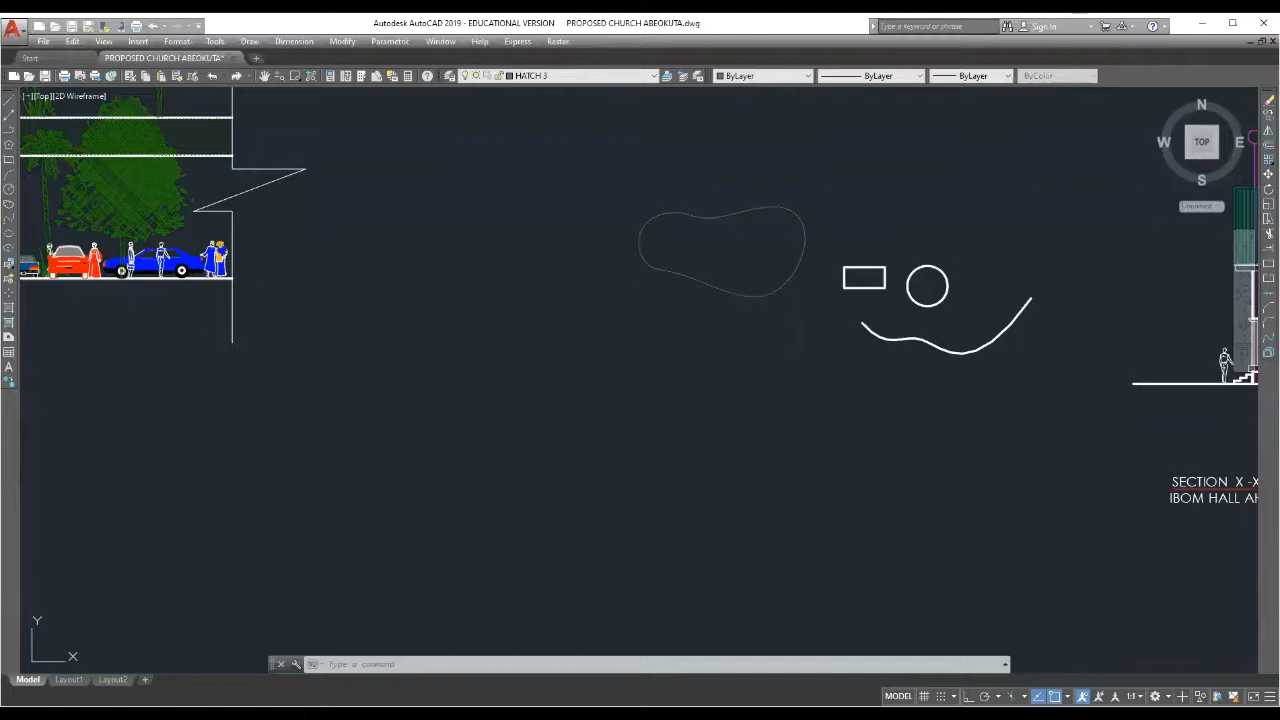 Autodesk AutoCAD 2019 - EDUCATIONAL VERSION PROPOSED CHURCH ABEOKUTA.dwg
Type a keyword or phrase
Sign In
File Edit View Insert Format Tools Draw Dimension Modify Parametric Window Help Express Raster
Start PROPOSED CHURCH ABEOKUTA*
HATCH 3 ByLayer ByLayer ByLayer ByColor
[−][Top][2D Wireframe]
N
W TOP E
S
Unnamed
SECTION X -X
IBOM HALL AH
Y
X
Type a command
Model Layout1 Layout2 +
MODEL 1:1